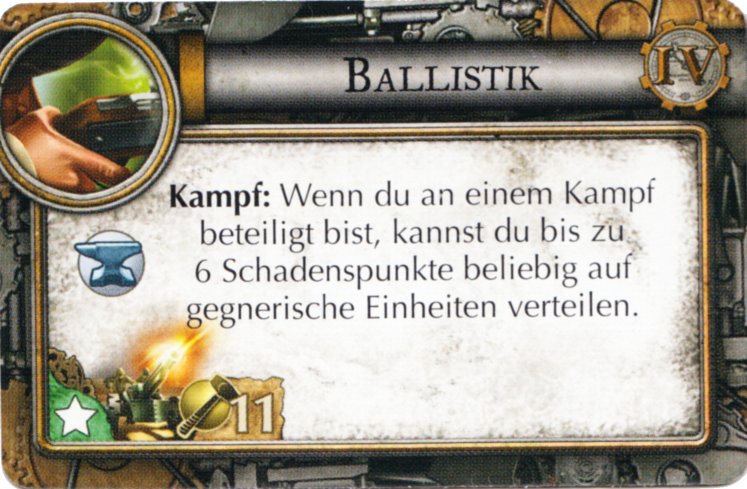 BALLISTIK
IV
Kampf: Wenn du an einem Kampf
beteiligt bist, kannst du bis zu
6 Schadenspunkte beliebig auf
gegnerische Einheiten verteilen.
11